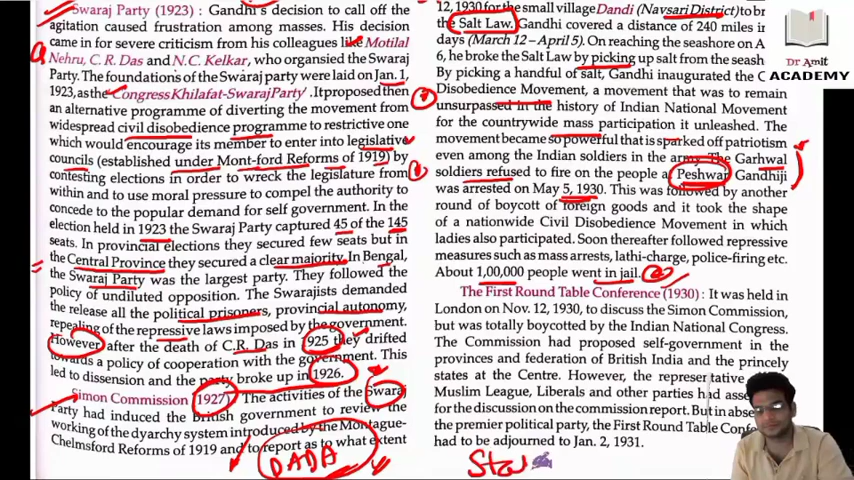 Swaraj Party (1923) : Gandhi's decision to call off the
agitation caused frustration among masses. His decision
came in for severe criticism from his colleagues like Motilal
Nehru, C.R. Das and N.C. Kelkar, who organsied the Swaraj
Party. The foundations of the Swaraj party were laid on Jan. 1,
1923, as the 'Congress Khilafat-Swaraj Party'. It proposed then
an alternative programme of diverting the movement from
widespread civil disobedience programme to restrictive one
which would encourage its member to enter into legislative
councils (established under Mont-ford Reforms of 1919) by
contesting elections in order to wreck the legislature from
within and to use moral pressure to compel the authority to
concede to the popular demand for self government. In the
election held in 1923 the Swaraj Party captured 45 of the 145
seats. In provincial elections they secured few seats but in
the Central Province they secured a clear majority. In Bengal,
the Swaraj Party was the largest party. They followed the
policy of undiluted opposition. The Swarajists demanded
the release all the political prisoners, provincial autonomy,
repealing of the repressive laws imposed by the government.
However after the death of C.R. Das in 1925 they drifted
towards a policy of cooperation with the government. This
led to dissension and the party broke up in 1926.
Simon Commission (1927) The activities of the Swaraj
Party had induced the British government to review the
working of the dyarchy system introduced by the Montague-
Chelmsford Reforms of 1919 and to report as to what extent
DADA
12, 1930 for the small village Dandi (Navsari District) to br
the Salt Law. Gandhi covered a distance of 240 miles in
days (March 12–April 5). On reaching the seashore on A
6, he broke the Salt Law by picking up salt from the seash
By picking a handful of salt, Gandhi inaugurated the C
Disobedience Movement, a movement that was to remain
unsurpassed in the history of Indian National Movement
for the countrywide mass participation it unleashed. The
movement became so powerful that is sparked off patriotism
even among the Indian soldiers in the army. The Garhwal
soldiers refused to fire on the people a Peshwar Gandhiji
was arrested on May 5, 1930. This was followed by another
round of boycott of foreign goods and it took the shape
of a nationwide Civil Disobedience Movement in which
ladies also participated. Soon thereafter followed repressive
measures such as mass arrests, lathi-charge, police-firing etc.
About 1,00,000 people went in jail.
The First Round Table Conference (1930) : It was held in
London on Nov. 12, 1930, to discuss the Simon Commission,
but was totally boycotted by the Indian National Congress.
The Commission had proposed self-government in the
provinces and federation of British India and the princely
states at the Centre. However, the representative
Muslim League, Liberals and other parties had asse
for the discussion on the commission report. But in abse
the premier political party, the First Round Table Confe
had to be adjourned to Jan. 2, 1931.
Star
Dr Amit
ACADEMY